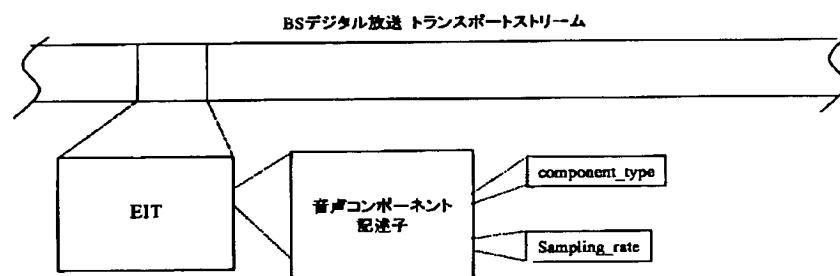 BSデジタル放送 トランスポートストリーム
EIT
音声コンポーネント
記述子
component_type
Sampling_rate